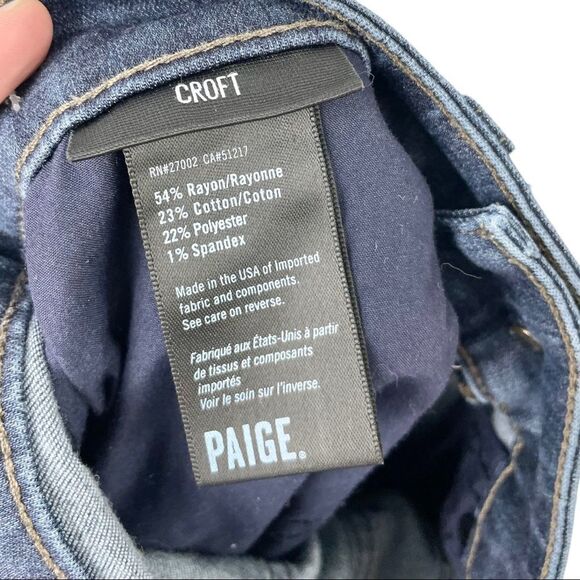 CROFT
RN#27002 CA#51217
54% Rayon/Rayonne
23% Cotton/Coton
22% Polyester
1% Spandex
Made in the USA of Imported
fabric and components.
See care on reverse.
Fabriqué aux États-Unis à partir
de tissus et composants
importés
Voir le soin sur l'inverse.
PAIGE.